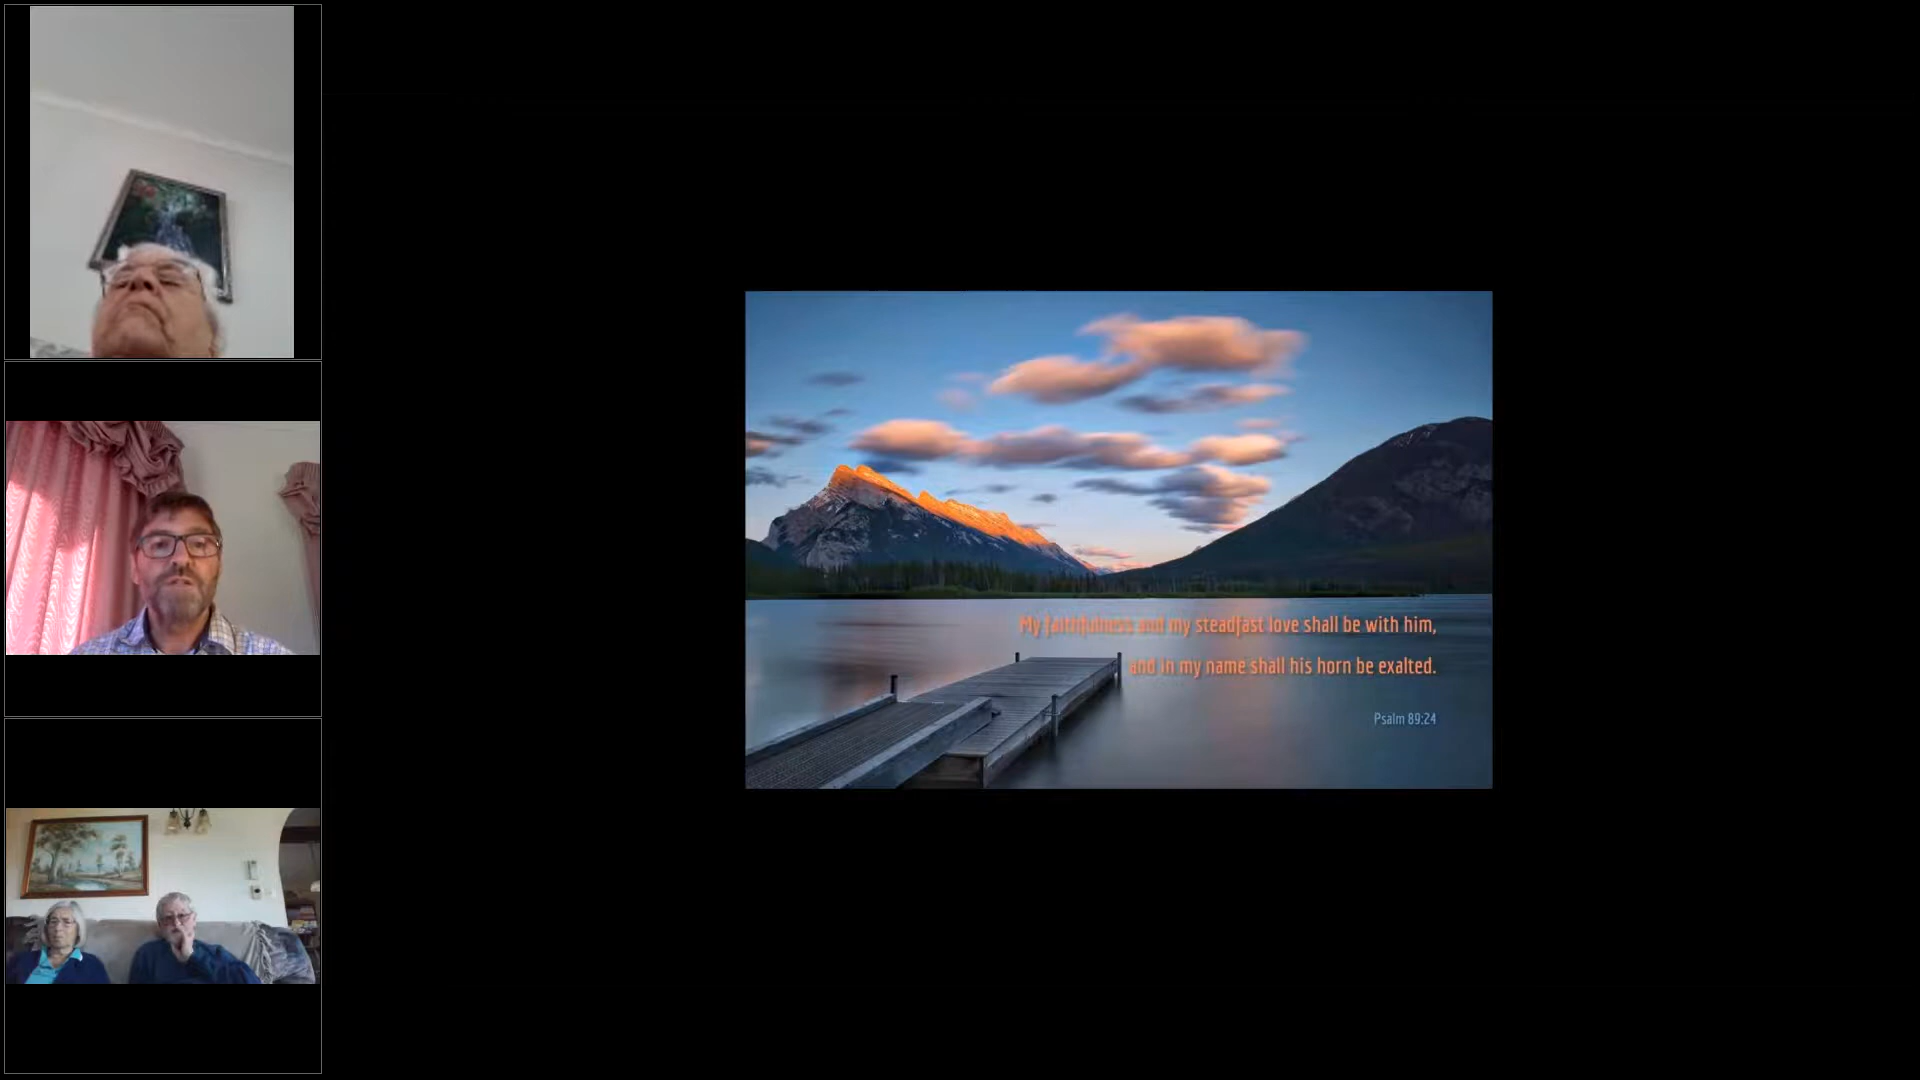 My faithfulness and my steadfast love shall be with him,
and in my name shall his horn be exalted.
Psalm 89:24